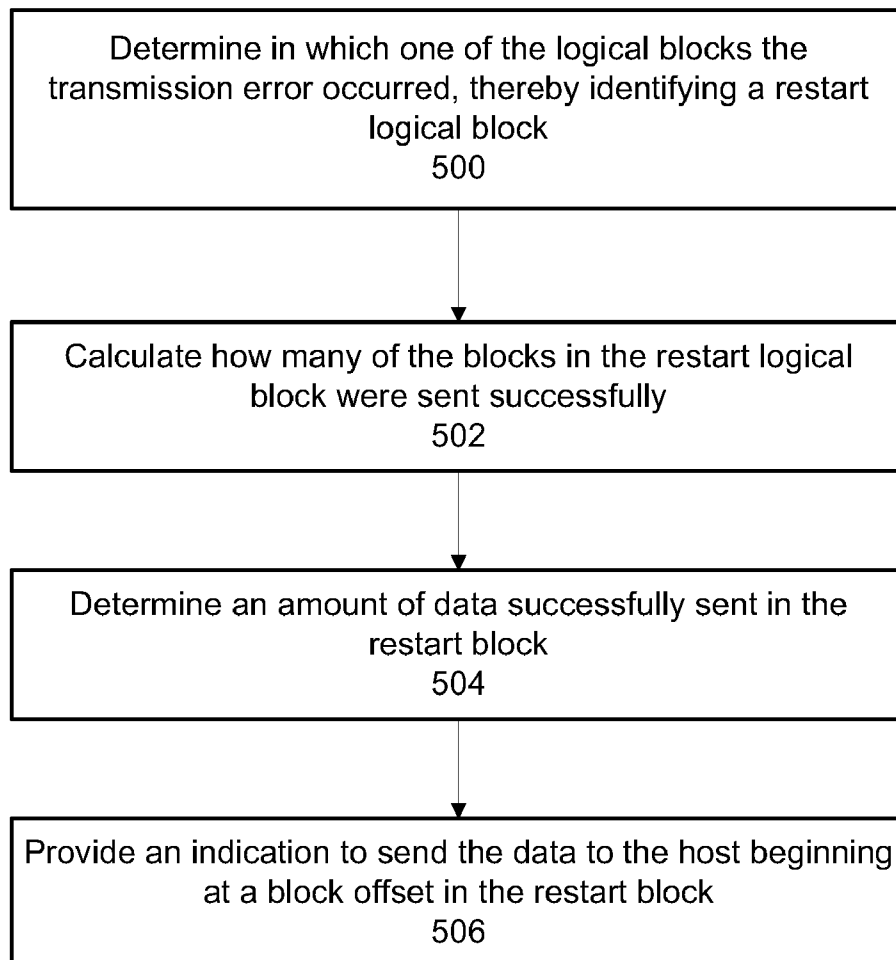 Determine in which one of the logical blocks the
transmission error occurred, thereby identifying a restart
logical block
500
Calculate how many of the blocks in the restart logical
block were sent successfully
502
Determine an amount of data successfully sent in the
restart block
504
Provide an indication to send the data to the host beginning
at a block offset in the restart block
506